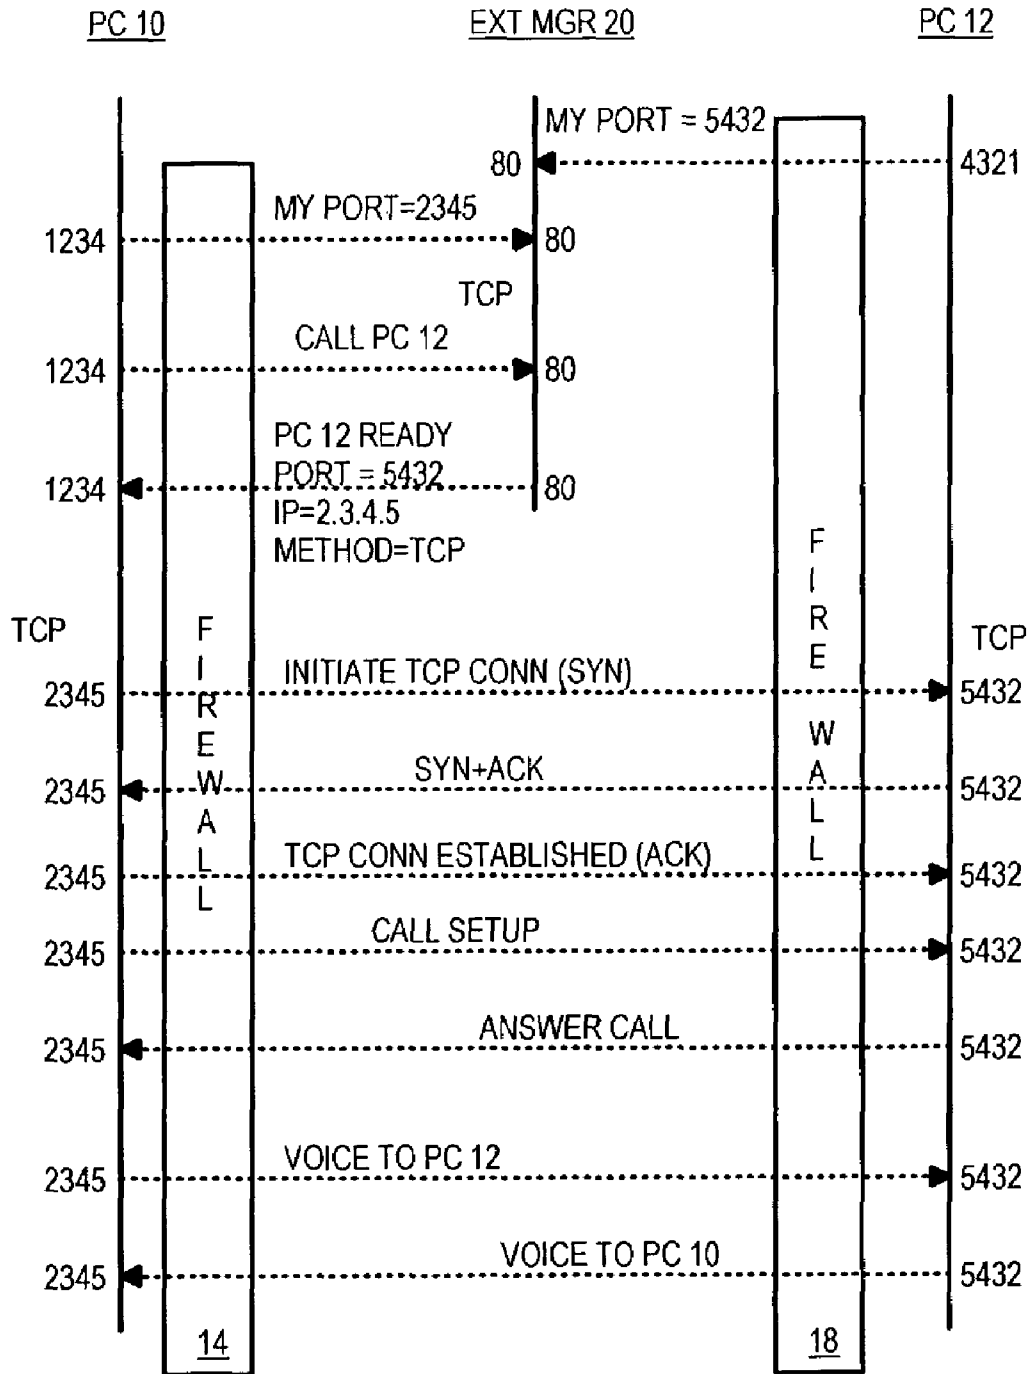 PC 10 EXT MGR 20 PC 12
MY PORT = 5432
80 4321
MY PORT=2345
1234 80
TCP
CALL PC 12
1234 80
PC 12 READY
PORT = 5432
1234 80
IP=2.3.4.5
METHOD=TCP
TCP TCP
INITIATE TCP CONN (SYN)
2345 5432
SYN+ACK
2345 5432
TCP CONN ESTABLISHED (ACK)
2345 5432
CALL SETUP
2345 5432
ANSWER CALL
2345 5432
VOICE TO PC 12
2345 5432
VOICE TO PC 10
2345 5432
FIREWALL
FIRE WALL
14 18